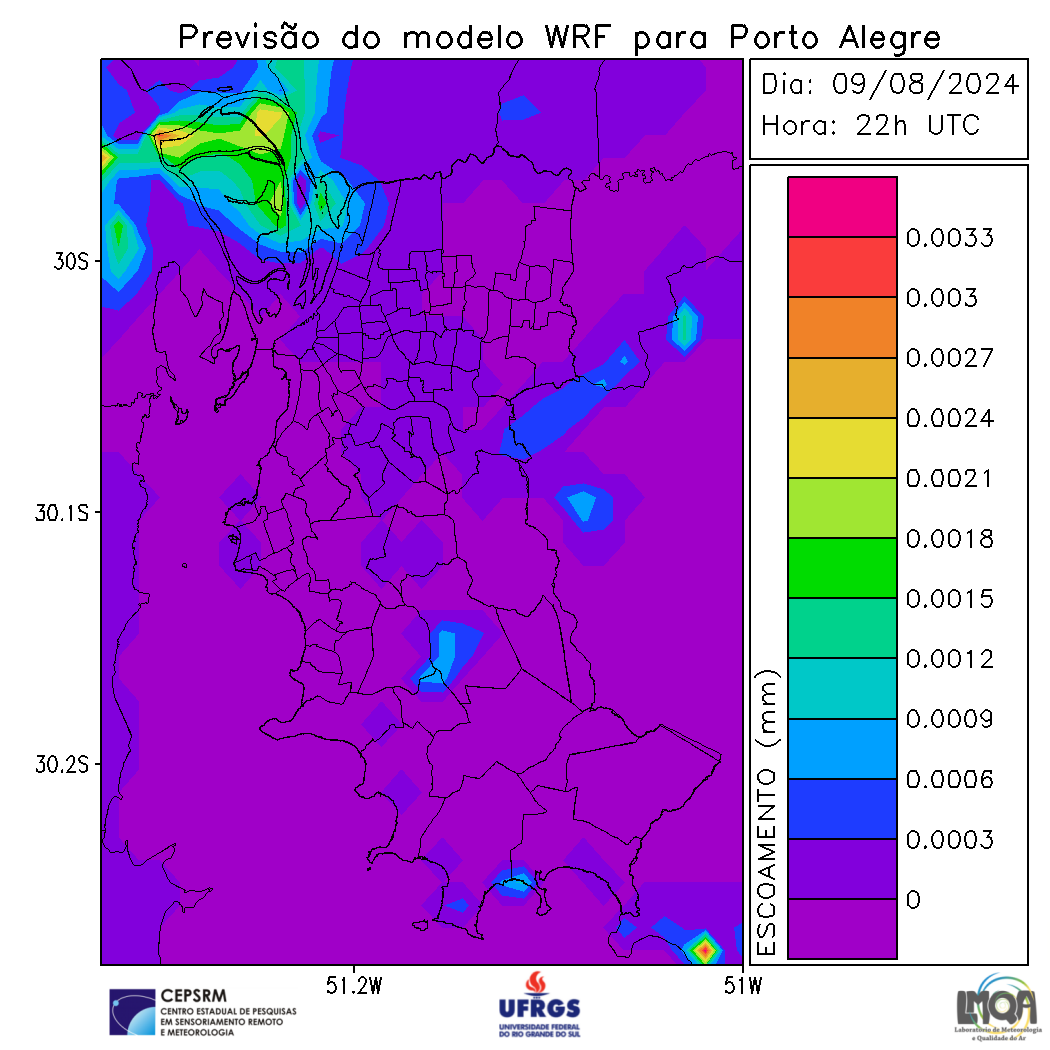 Previsão do modelo WRF para Porto Alegre
Dia: 09/08/2024
Hora: 22h UTC
0.0033
0.003
0.0027
0.0024
0.0021
0.0018
0.0015
0.0012
0.0009
0.0006
0.0003
0
ESCOAMENTO (mm)
30S
30.1S
30.2S
51.2W
51W
CEPSRM
CENTRO ESTADUAL DE PESQUISAS
EM SENSORIAMENTO REMOTO
E METEOROLOGIA
UFRGS
UNIVERSIDADE FEDERAL
DO RIO GRANDE DO SUL
LMQA
Laboratório de Meteorologia
e Qualidade do Ar